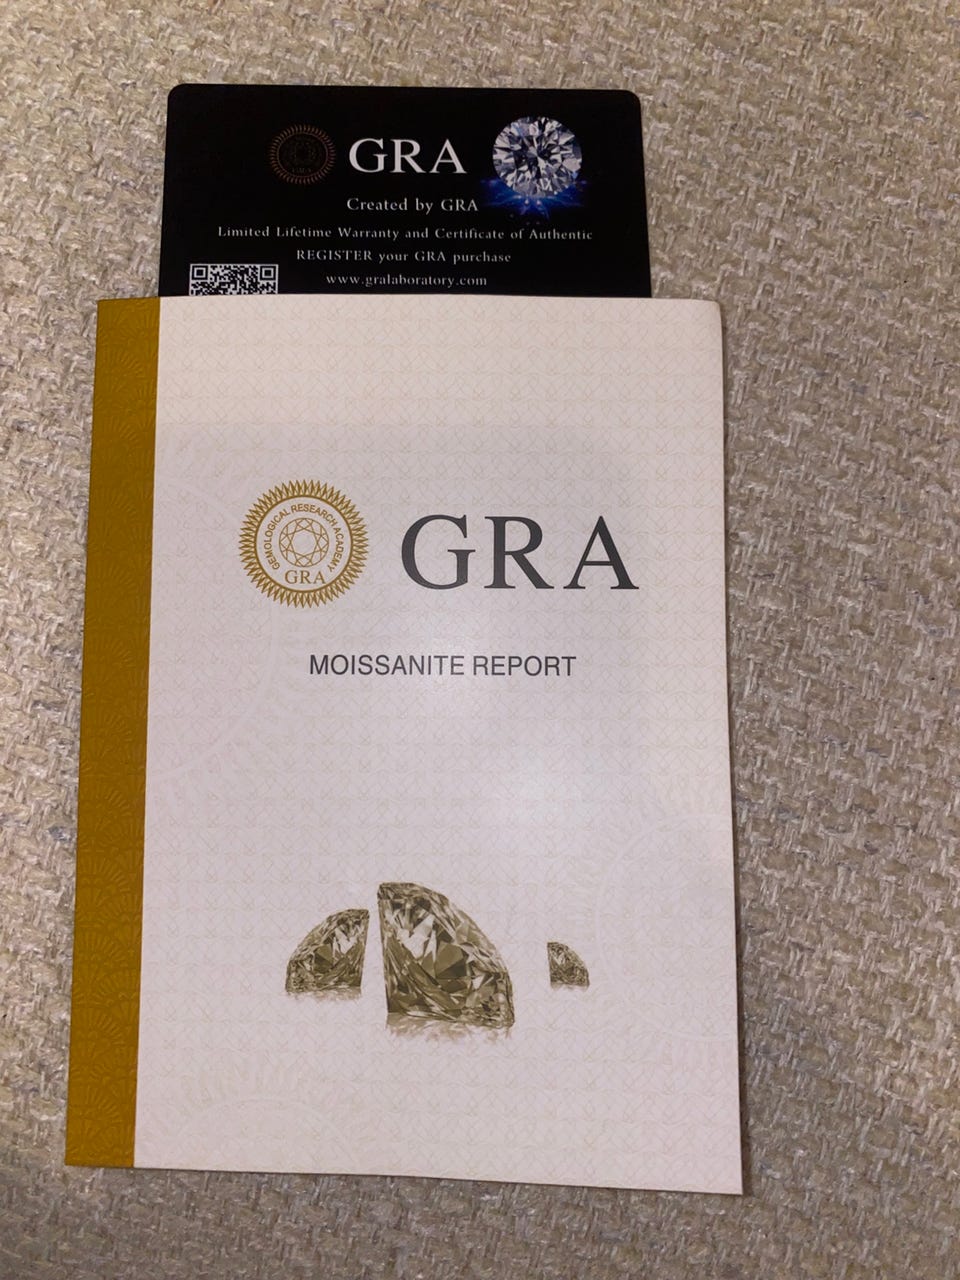 GRA
Created by GRA
Limited Lifetime Warranty and Certificate of Authentic
REGISTER your GRA purchase
www.gralaboratory.com
GEMOLOGICAL RESEARCH ACADEMY
GRA
GRA
MOISSANITE REPORT